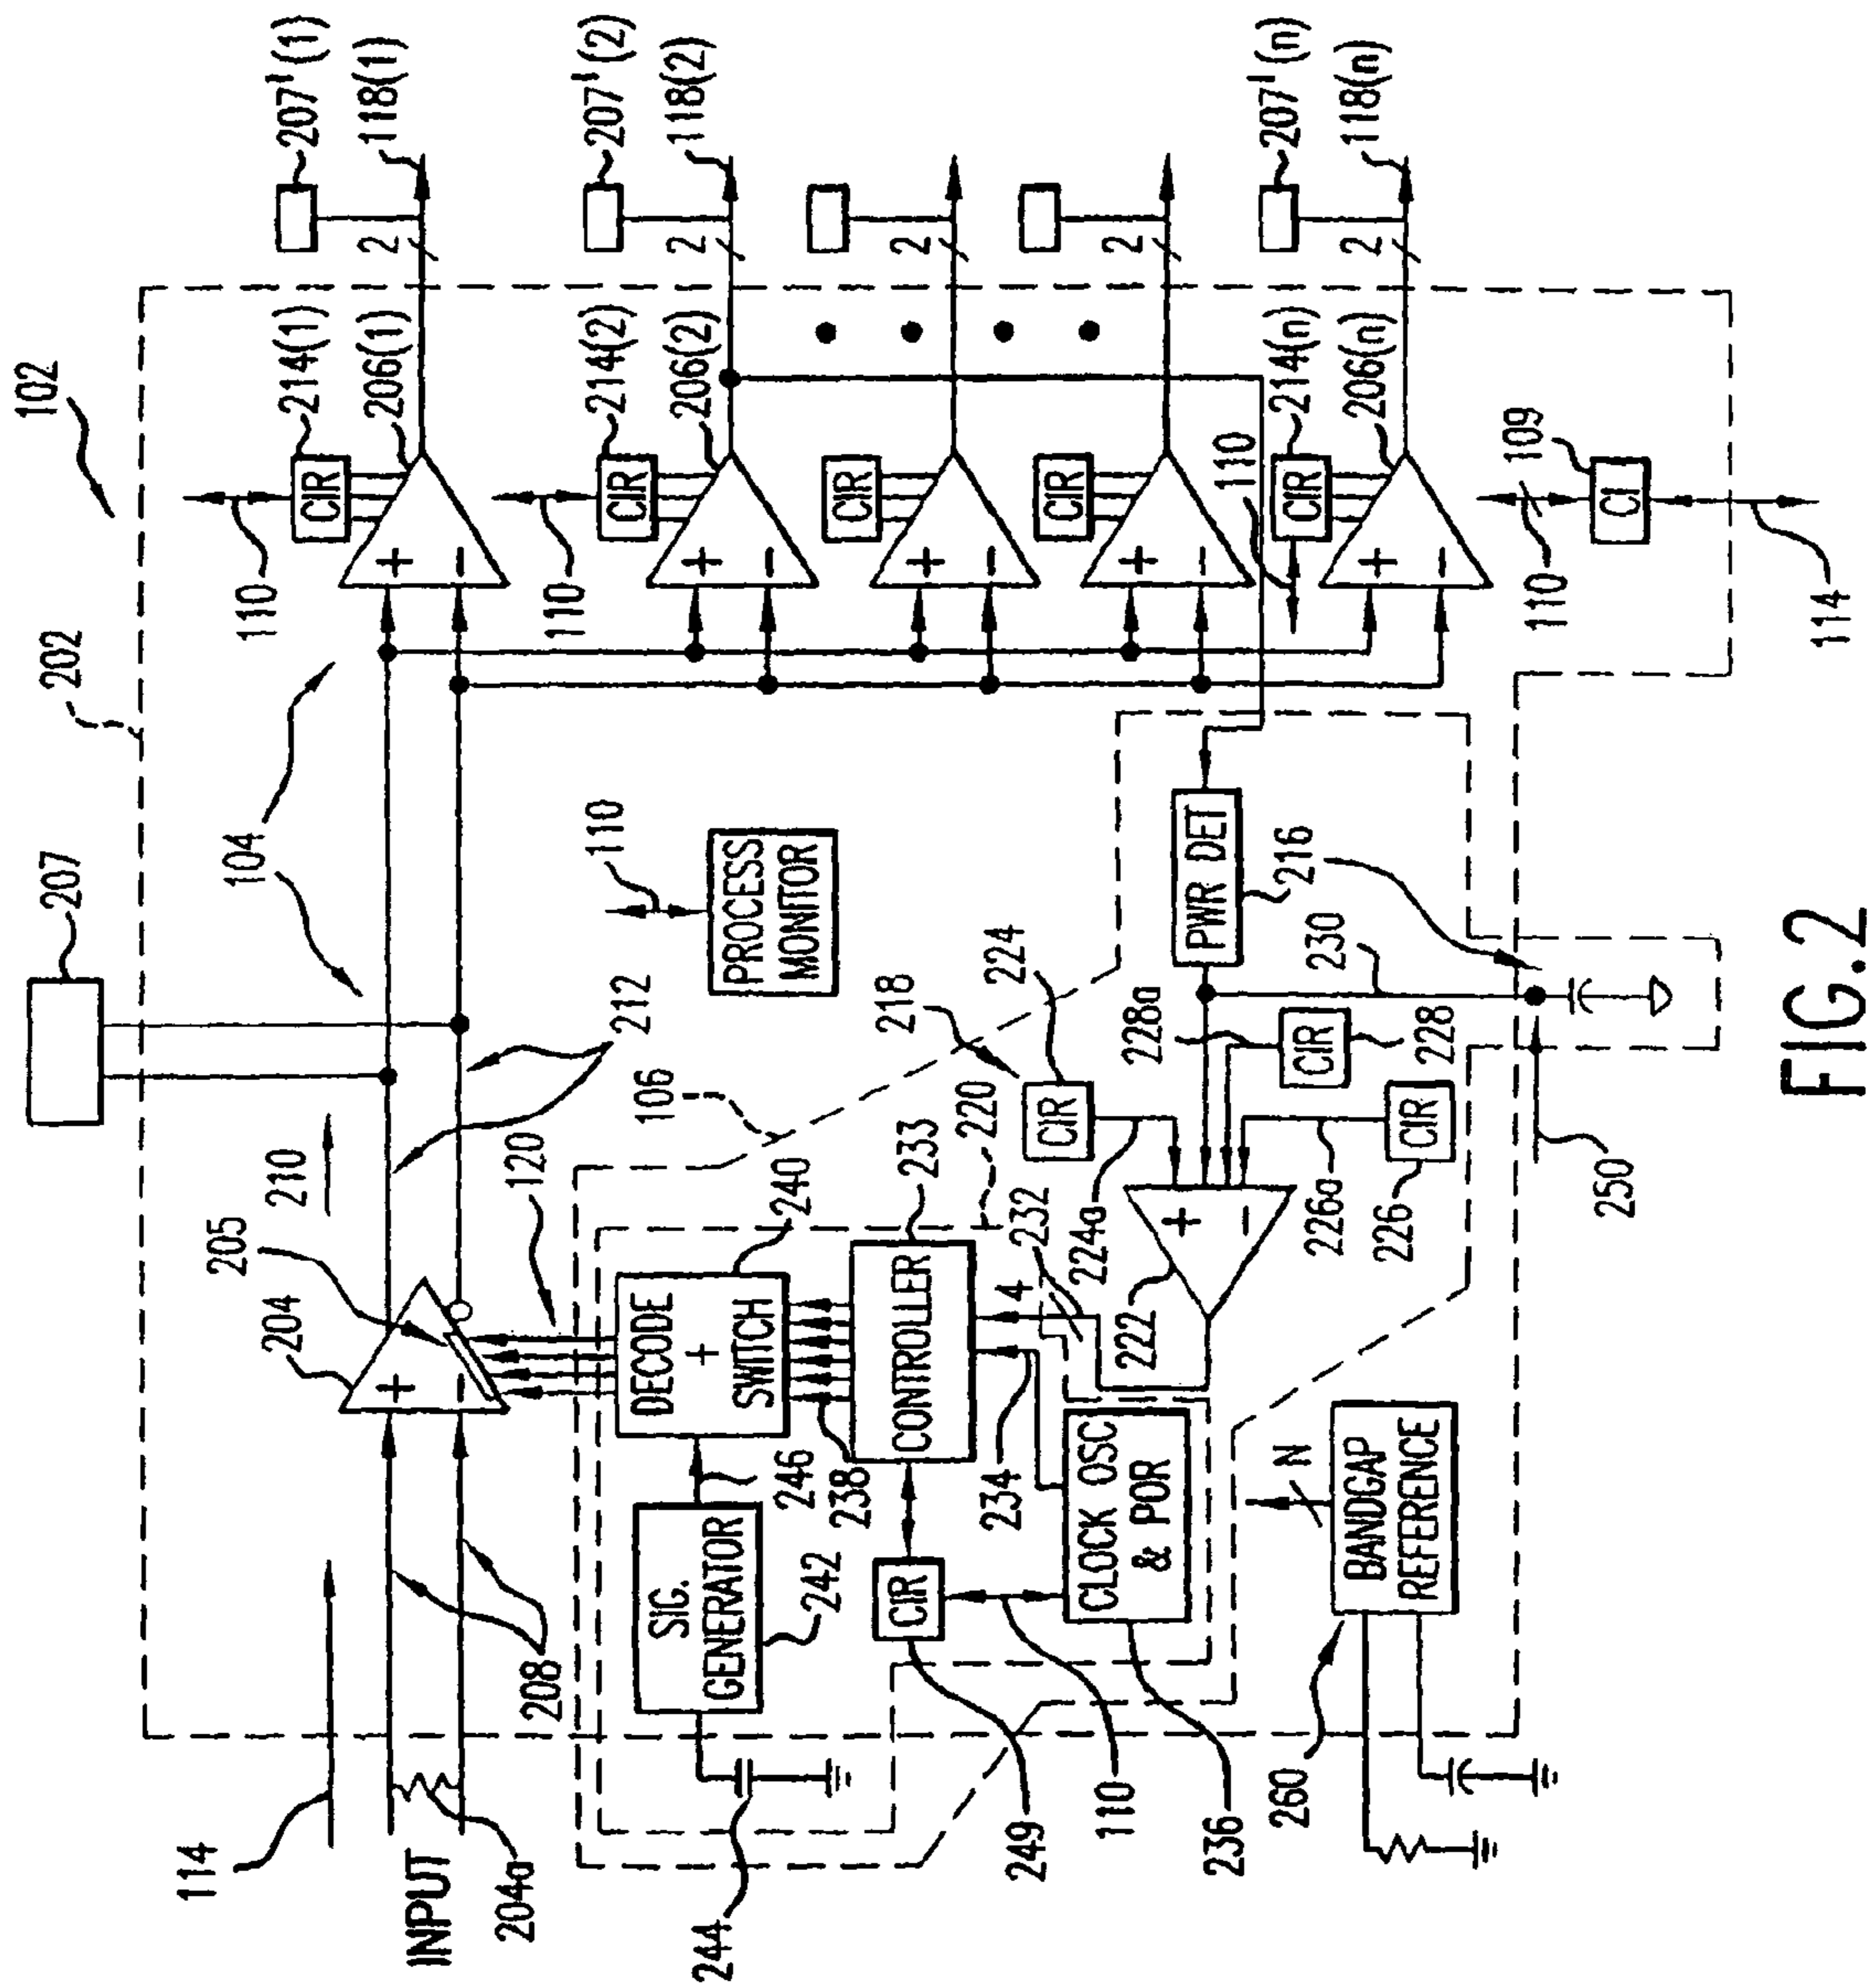 102
202
207
104
114
210
205
204
INPUT
204a
208
212
120
110
PROCESS
MONITOR
+
−
+
−
CIR
214(1)
206(1)
110
2
207'(1)
118(1)
+
−
CIR
214(2)
206(2)
110
2
207'(2)
118(2)
+
−
CIR
2
+
−
CIR
2
+
−
CIR
214(n)
206(n)
110
2
207'(n)
118(n)
109
CI
110
114
106
220
240
DECODE
+
SWITCH
SIG.
GENERATOR
246
242
244
238
233
CONTROLLER
CIR
249
110
234
232
4
CLOCK OSC
& POR
236
218
224
CIR
224a
222
+
−
228a
CIR
228
226a
CIR
226
PWR DET
216
230
250
N
BANDGAP
REFERENCE
260
FIG.2